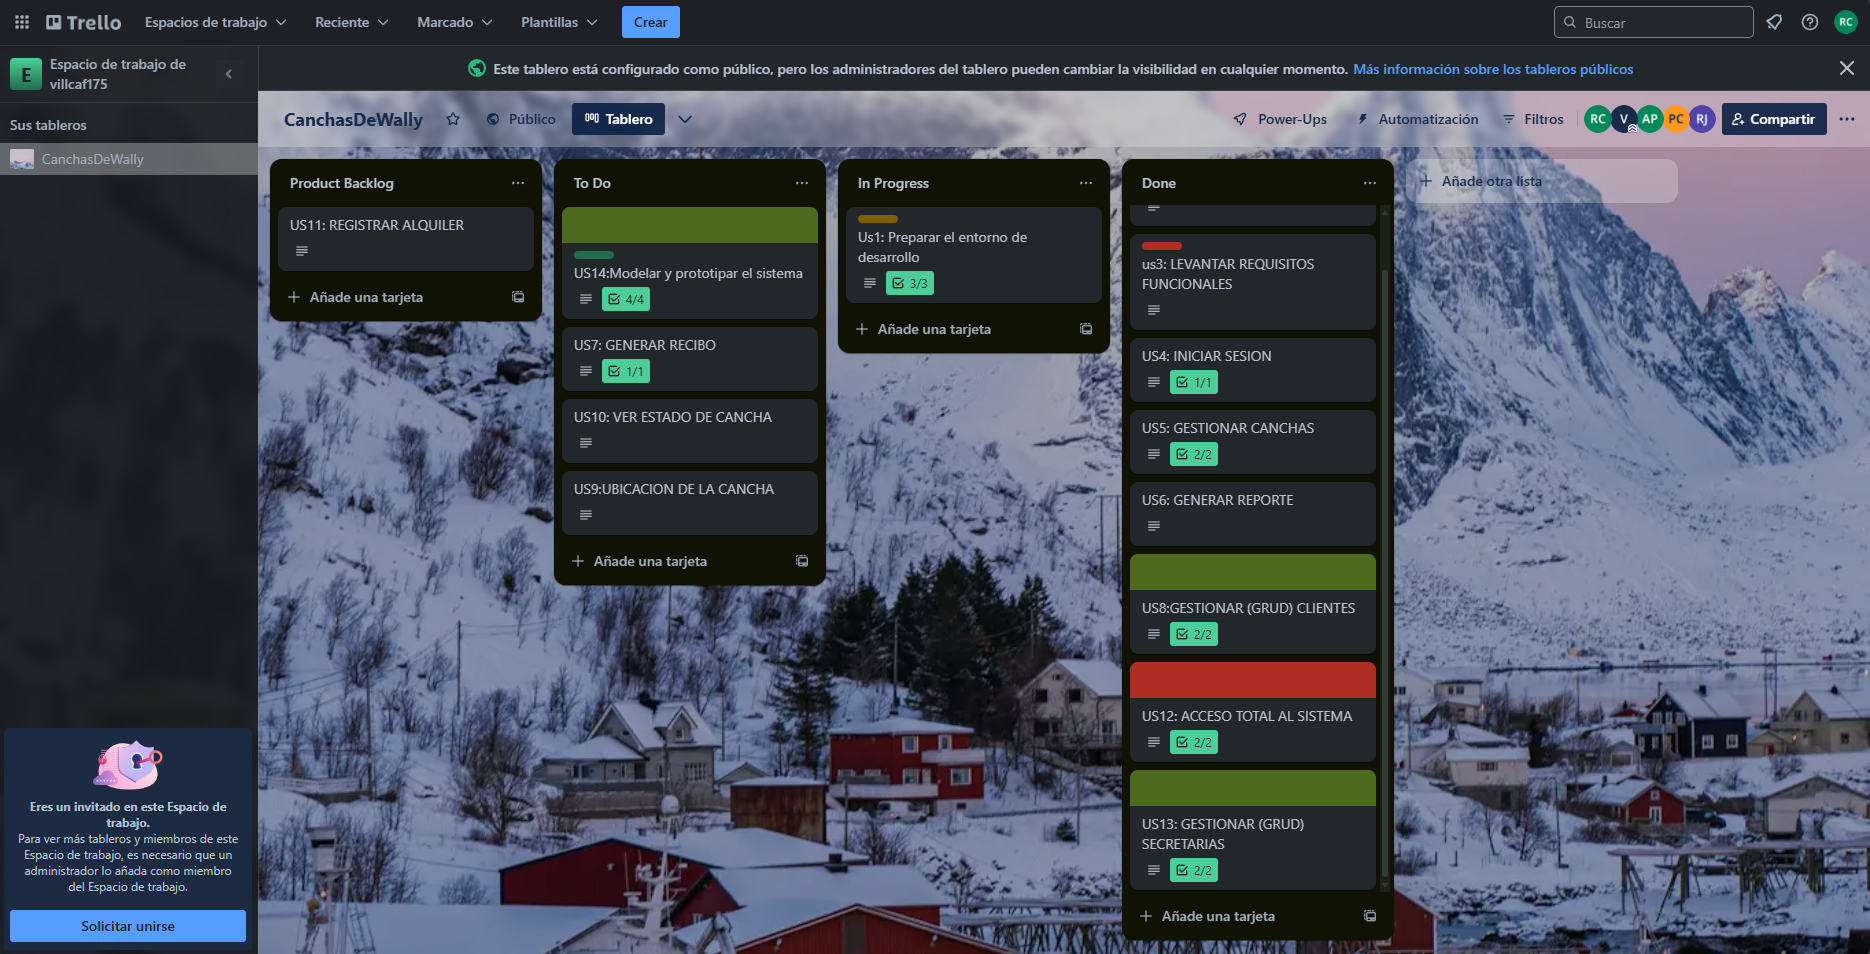 Trello
Espacios de trabajo
Reciente
Marcado
Plantillas
Crear
Buscar
RC
E
Espacio de trabajo de
villcaf175
Este tablero está configurado como público, pero los administradores del tablero pueden cambiar la visibilidad en cualquier momento. Más información sobre los tableros públicos
Sus tableros
CanchasDeWally
CanchasDeWally
Público
Tablero
Power-Ups
Automatización
Filtros
RC
V
AP
PC
RJ
Compartir
Product Backlog
US11: REGISTRAR ALQUILER
Añade una tarjeta
To Do
US14:Modelar y prototipar el sistema
4/4
US7: GENERAR RECIBO
1/1
US10: VER ESTADO DE CANCHA
US9:UBICACION DE LA CANCHA
Añade una tarjeta
In Progress
Us1: Preparar el entorno de
desarrollo
3/3
Añade una tarjeta
Done
us3: LEVANTAR REQUISITOS
FUNCIONALES
US4: INICIAR SESION
1/1
US5: GESTIONAR CANCHAS
2/2
US6: GENERAR REPORTE
US8:GESTIONAR (GRUD) CLIENTES
2/2
US12: ACCESO TOTAL AL SISTEMA
2/2
US13: GESTIONAR (GRUD)
SECRETARIAS
2/2
Añade una tarjeta
Añade otra lista
Eres un invitado en este Espacio de
trabajo.
Para ver más tableros y miembros de este
Espacio de trabajo, es necesario que un
administrador lo añada como miembro
del Espacio de trabajo.
Solicitar unirse